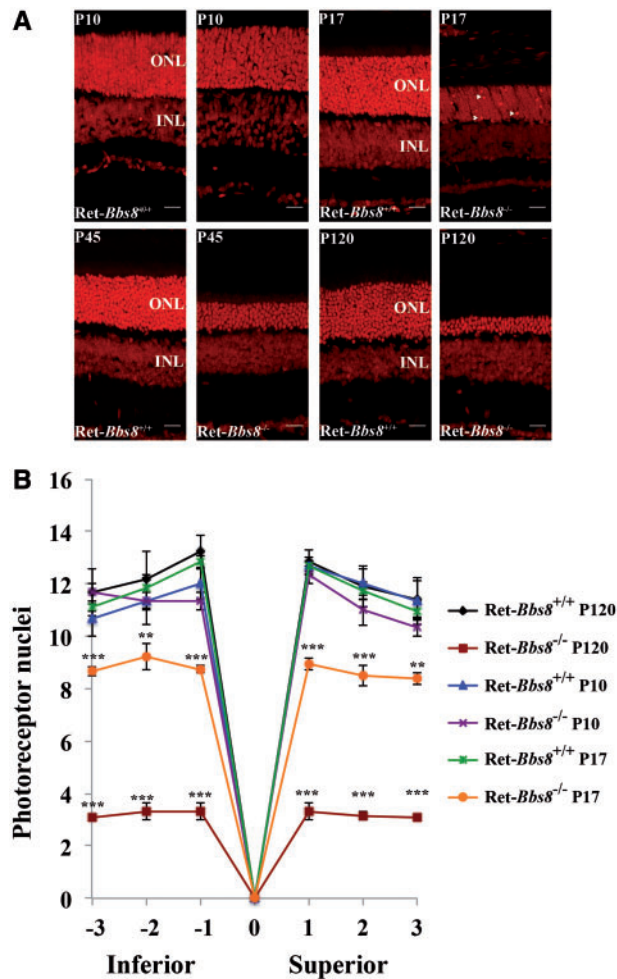 A
P10 P10 P17 P17
ONL ONL
INL INL
Ret-Bbs8+/+ Ret-Bbs8+/+ Ret-Bbs8-/-
P45 P45 P120 P120
ONL ONL
INL INL
Ret-Bbs8+/+ Ret-Bbs8-/- Ret-Bbs8+/+ Ret-Bbs8-/-
B
16
14
12
10
8
6
4
2
0
Photoreceptor nuclei
*** ** *** *** *** **
*** *** *** *** *** ***
-3 -2 -1 0 1 2 3
Inferior Superior
Ret-Bbs8+/+ P120
Ret-Bbs8-/- P120
Ret-Bbs8+/+ P10
Ret-Bbs8-/- P10
Ret-Bbs8+/+ P17
Ret-Bbs8-/- P17